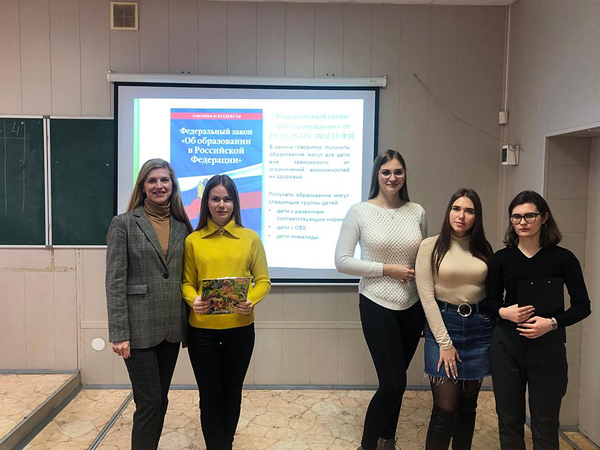 ЗАКОНЫ И КОДЕКСЫ
Федеральный закон
«Об образовании
в Российской
Федерации»
Федеральный закон
«Об образовании» от
29.12.2012г. (№273-ФЗ)
В законе говорится: получить
образование могут все дети
вне зависимости от
ограничений возможностей
их здоровья.
Получать образование могут
следующие группы детей:
дети с развитием
соответствующим норме
дети с ОВЗ,
дети инвалиды.